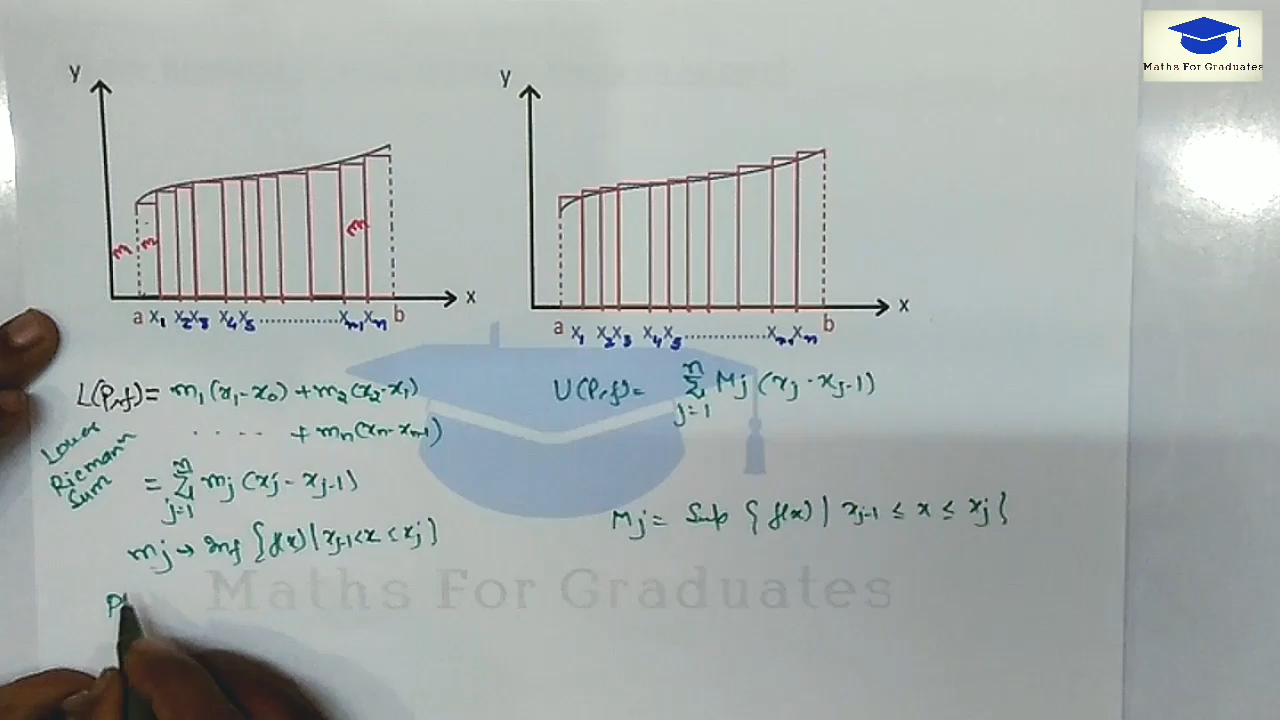 Maths For Graduates
y
m
m
m
x
a x₁ x₂ x₃ x₄ x₅ ................ xₙ₋₁ xₙ b
y
x
a x₁ x₂ x₃ x₄ x₅ ................ xₙ₋₁ xₙ b
L(P,f) = m₁(x₁-x₀) + m₂(x₂-x₁)
..... + mₙ(xₙ-xₙ₋₁)
Lower
Riemann
Sum
= ⁿΣⱼ₌₁ mⱼ(xⱼ - xⱼ₋₁)
mⱼ → Inf {f(x) | xⱼ₋₁<x<xⱼ}
U(P,f) = ⁿΣⱼ₌₁ Mⱼ(xⱼ-xⱼ₋₁)
Mⱼ = Sup {f(x) | xⱼ₋₁ ≤ x ≤ xⱼ}
Maths For Graduates